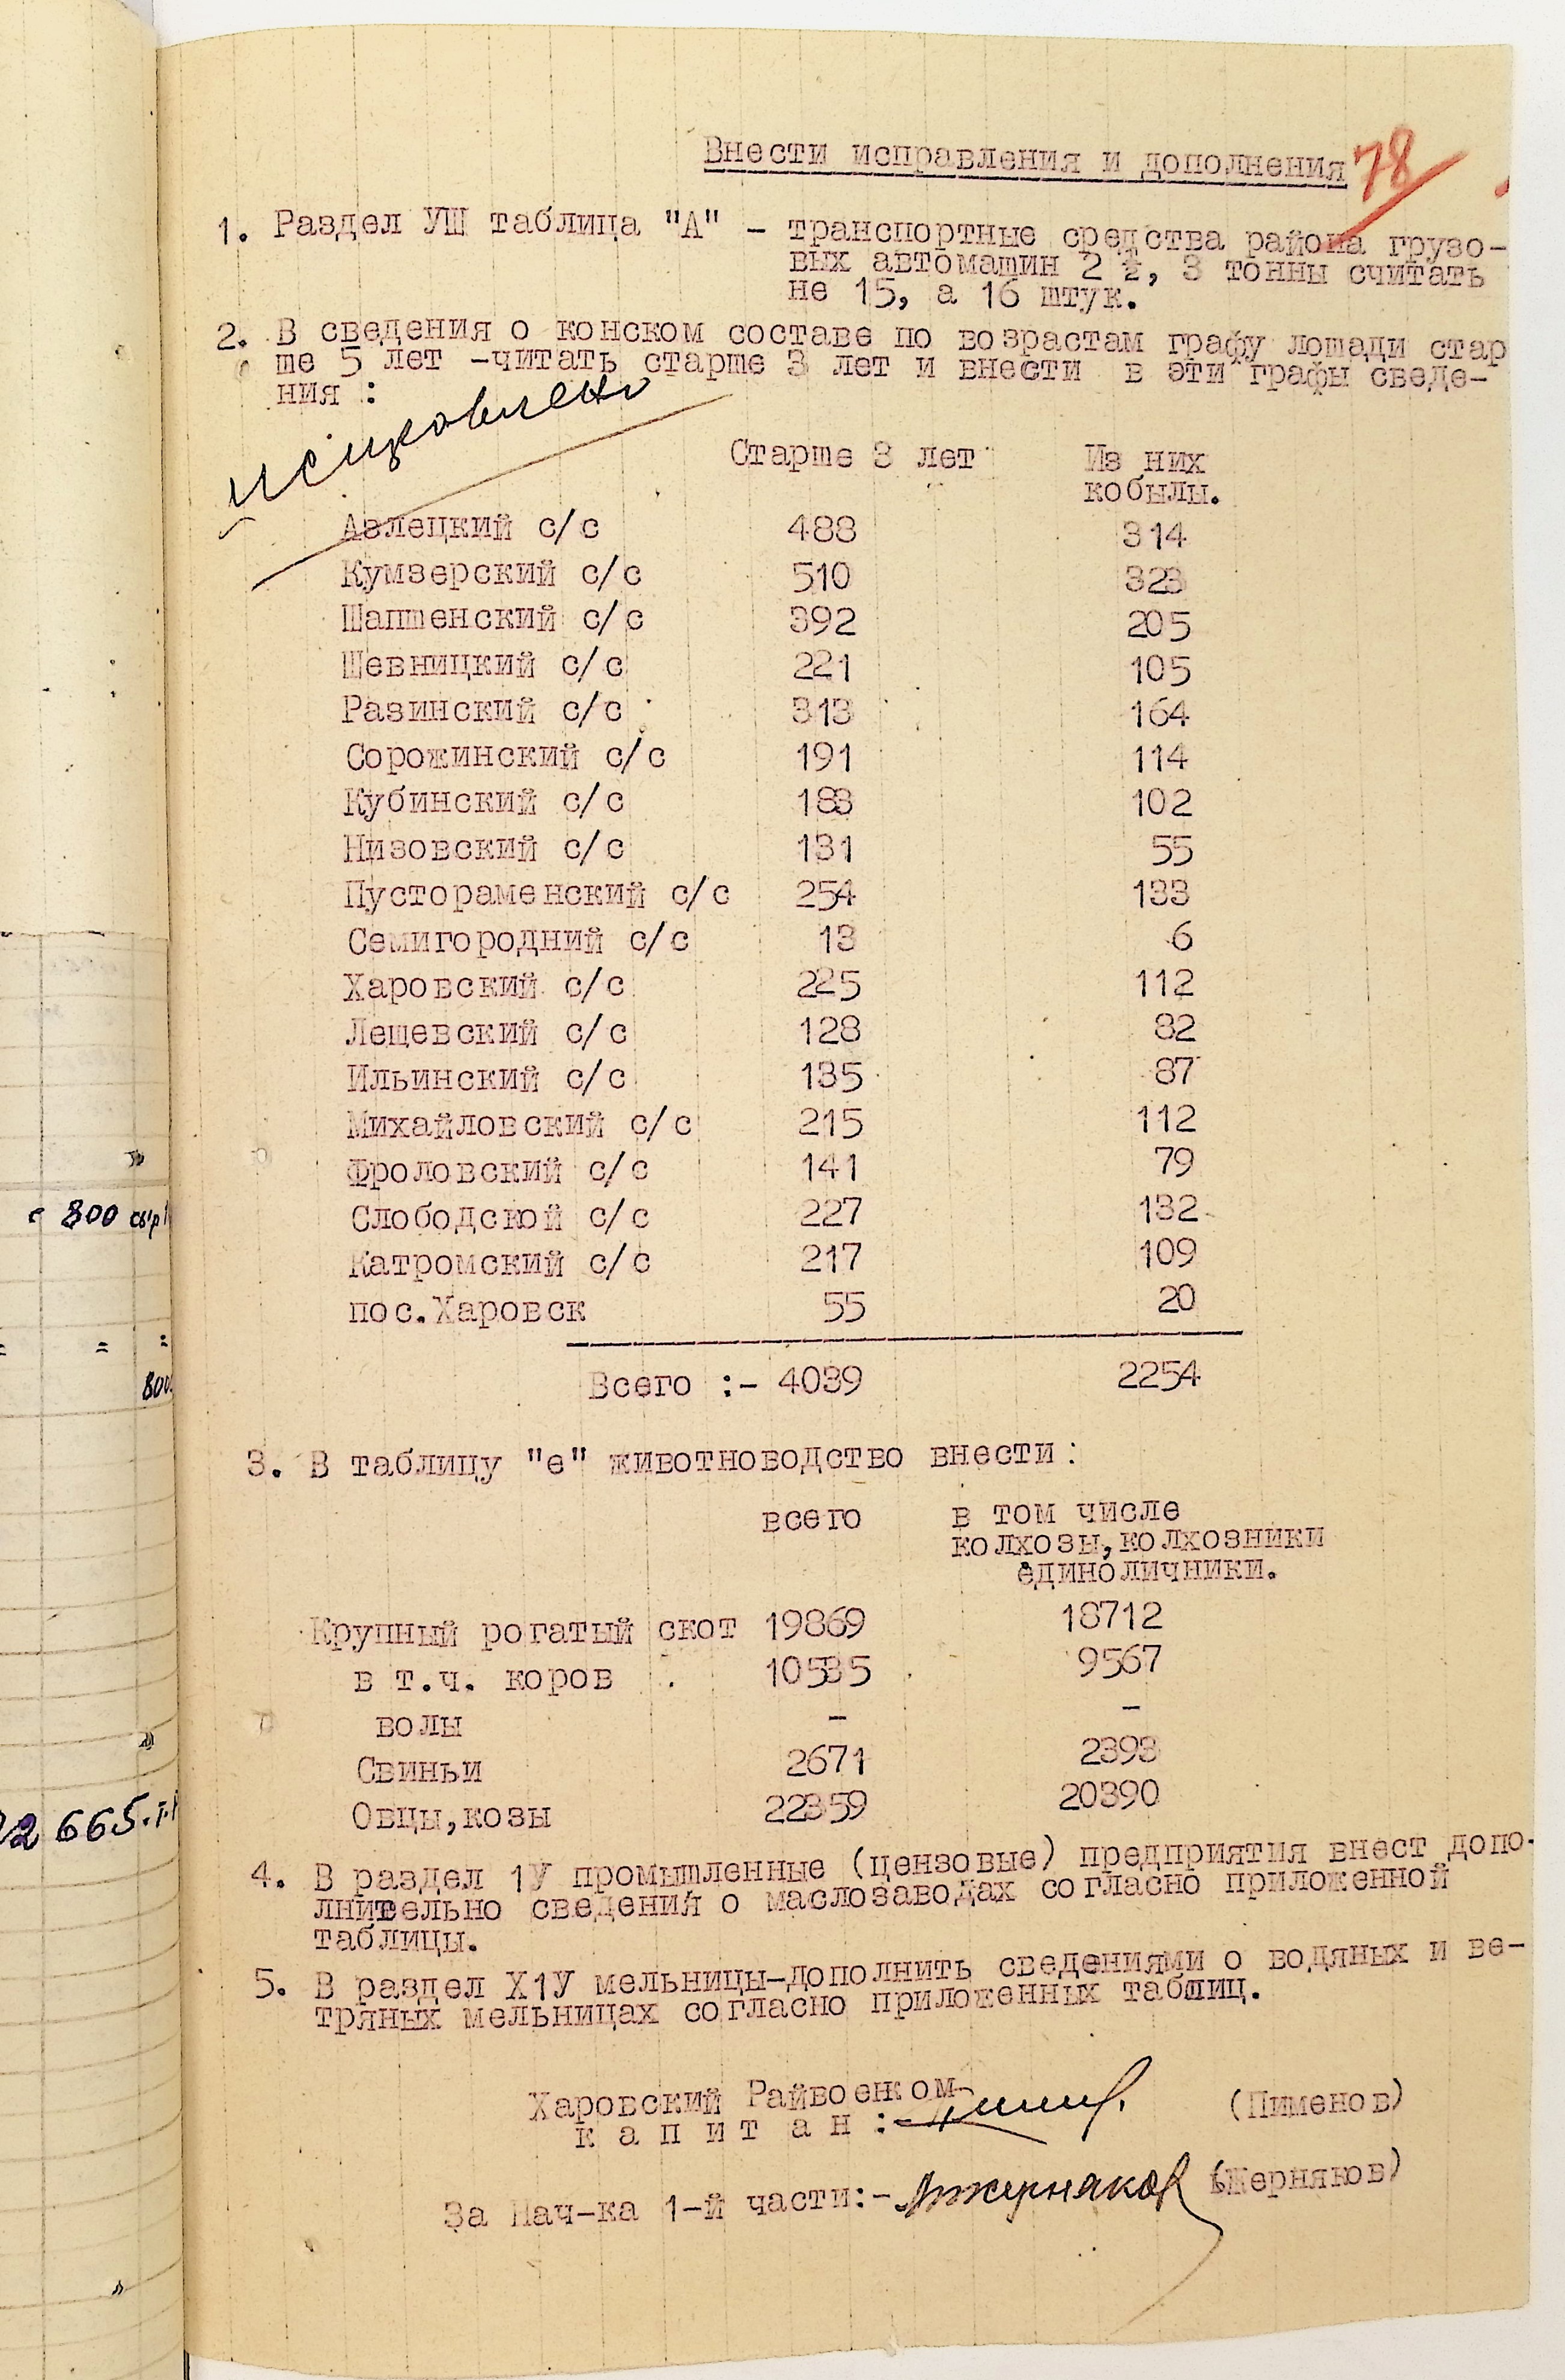 Внести исправления и дополнения
78
1. Раздел УШ таблица "А" - транспортные средства района грузо-
вых автомашин 2 ½, 3 тонны считать
не 15, а 16 штук.
2. В сведения о конском составе по возрастам графу лошади стар
ше 5 лет -читать старше 3 лет и внести в эти графы сведе-
ния :
Старше 3 лет Из них
кобылы.
Азлецкий с/с 488 314
Кумзерский с/с 510 323
Шапшенский с/с 392 205
Шевницкий с/с 221 105
Разинский с/с 313 164
Сорожинский с/с 191 114
Кубинский с/с 183 102
Низовский с/с 131 55
Пустораменский с/с 254 133
Семигородний с/с 13 6
Харовский с/с 225 112
Лещевский с/с 128 82
Ильинский с/с 135 87
Михайловский с/с 215 112
Фроловский с/с 141 79
Слободской с/с 227 132
Катромский с/с 217 109
пос.Харовск 55 20
Всего :- 4039 2254
3. В таблицу "е" животноводство внести:
всего в том числе
колхозы,колхозники
единоличники.
Крупный рогатый скот 19869 18712
в т.ч. коров 10535 9567
волы - -
Свиньи 2671 2393
Овцы,козы 22359 20390
4. В раздел 1У промышленные (цензовые) предприятия внест допо-
лнительно сведения о маслозаводах согласно приложенной
таблицы.
5. В раздел Х1У мельницы-дополнить сведениями о водяных и ве-
тряных мельницах согласно приложенных таблиц.
Харовский Райвоенком-
к а п и т а н :- (Пименов)
За Нач-ка 1-й части:- Жерняков (Жерняков)
800
= = =
800
665